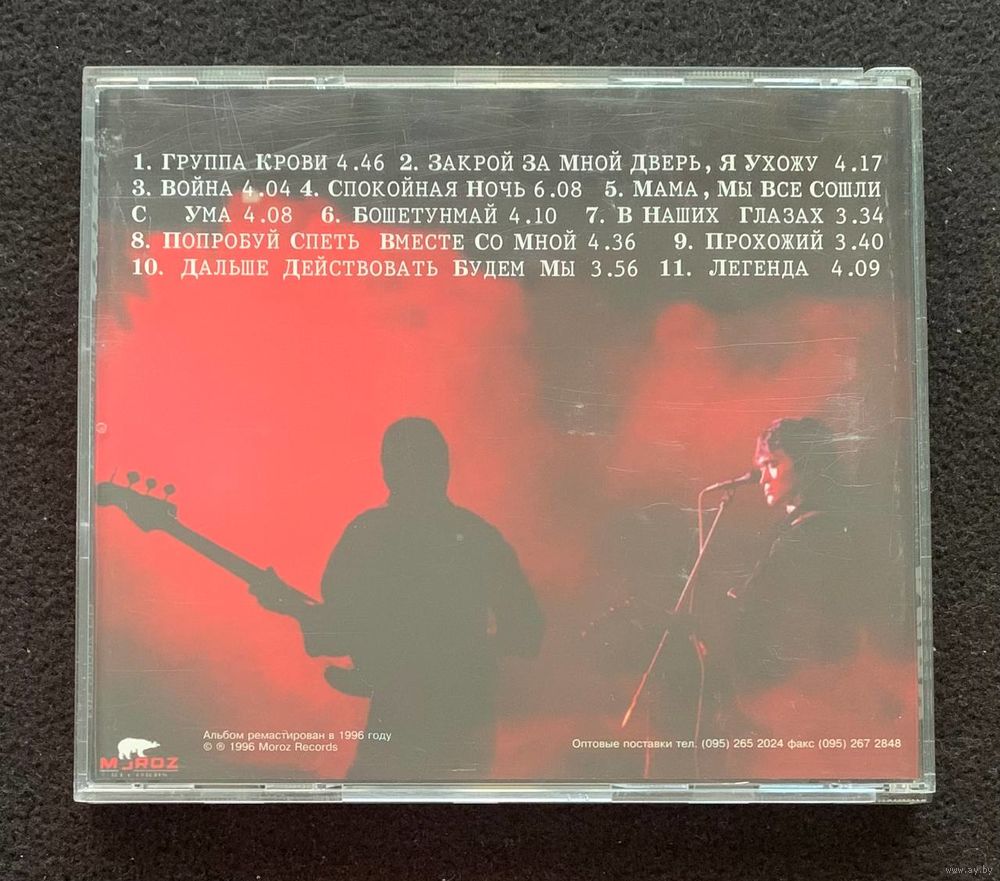 1. Группа Крови 4.46 2. Закрой За Мной Дверь, Я Ухожу 4.17
3. Война 4.04 4. Спокойная Ночь 6.08 5. Мама, Мы Все Сошли
С Ума 4.08 6. Бошетунмай 4.10 7. В Наших Глазах 3.34
8. Попробуй Спеть Вместе Со Мной 4.36 9. Прохожий 3.40
10. Дальше Действовать Будем Мы 3.56 11. Легенда 4.09
Альбом ремастирован в 1996 году
© ® 1996 Moroz Records
Оптовые поставки тел. (095) 265 2024 факс (095) 267 2848
MOROZ
RECORDS
www.ay.by